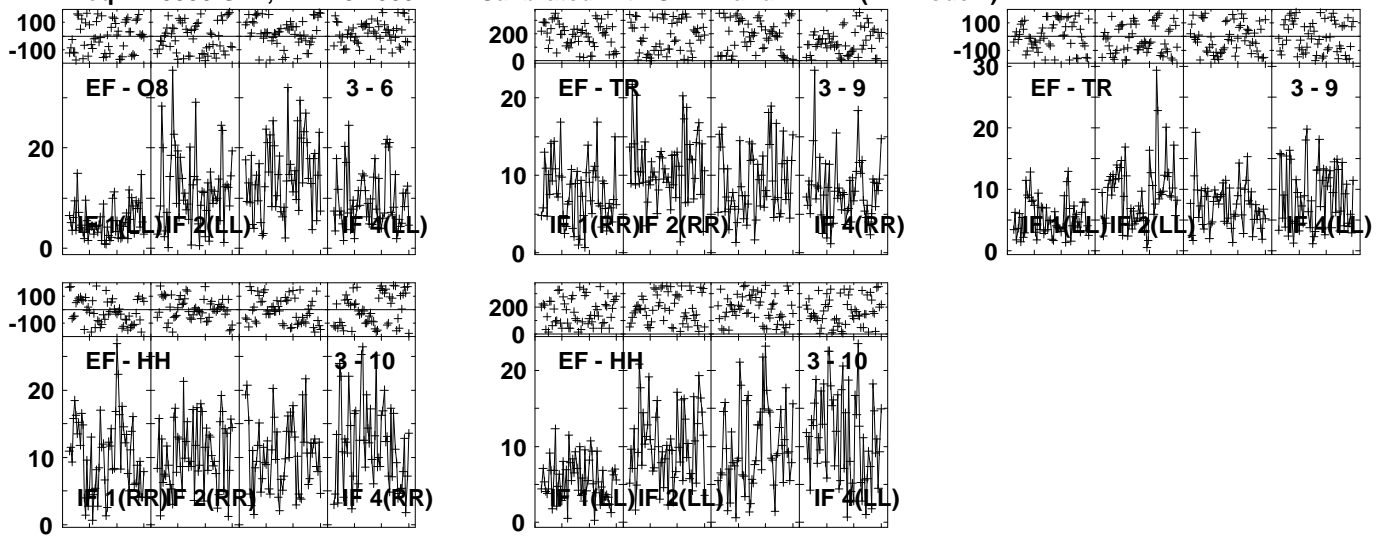 100
-100
EF - O8
3 - 6
20
0
IF 1(LL)
IF 2(LL)
IF 4(LL)
200
0
EF - TR
3 - 9
20
10
0
IF 1(RR)
IF 2(RR)
IF 4(RR)
100
-100
30
EF - TR
3 - 9
20
10
0
IF 1(LL)
IF 2(LL)
IF 4(LL)
100
-100
EF - HH
3 - 10
20
10
0
IF 1(RR)
IF 2(RR)
IF 4(RR)
200
0
EF - HH
3 - 10
20
10
0
IF 1(LL)
IF 2(LL)
IF 4(LL)